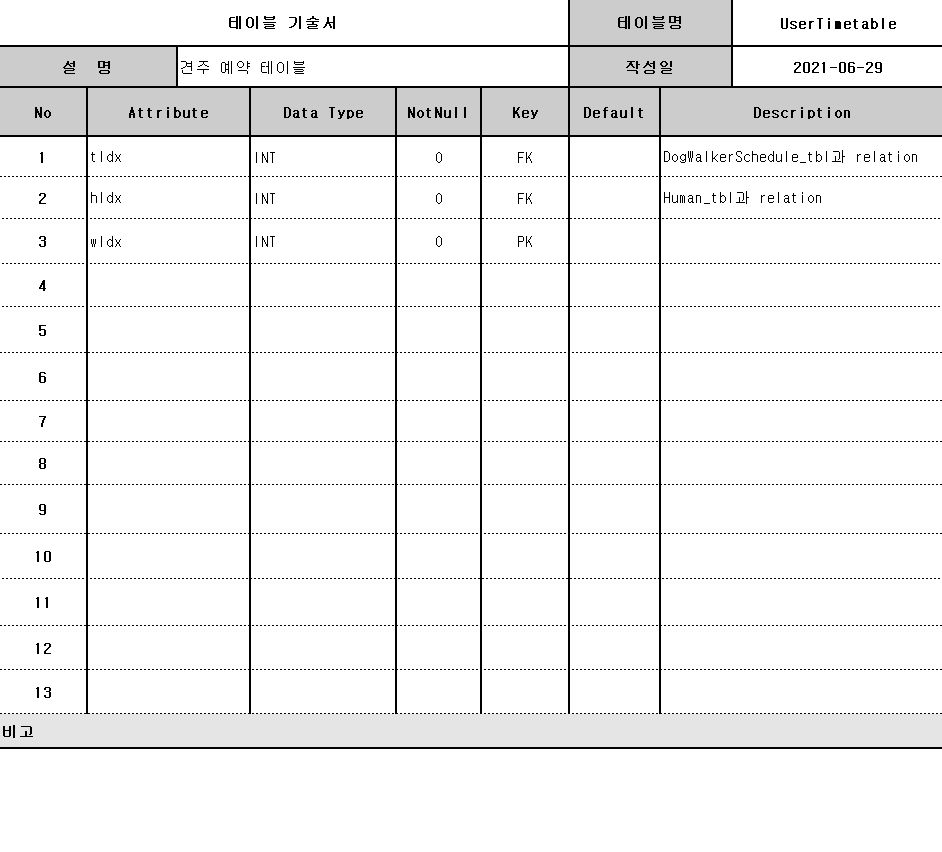 테이블 기술서 테이블명 UserTimetable
설 명 견주 예약 테이블 작성일 2021-06-29
No Attribute Data Type NotNull Key Default Description
1 tIdx INT O FK DogWalkerSchedule_tbl과 relation
2 hIdx INT O FK Human_tbl과 relation
3 wIdx INT O PK
4
5
6
7
8
9
10
11
12
13
비고